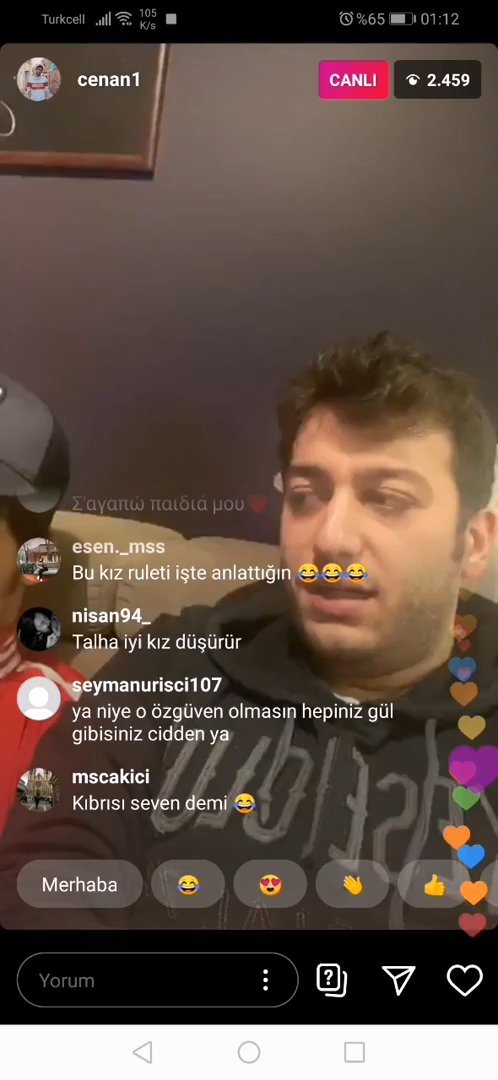 Turkcell 105 K/s %65 01:12
cenan1 CANLI 2.459
Σ'αγαπώ παιδιά μου❤️
esen._mss
Bu kız ruleti işte anlattığın 😂😂😂
nisan94_
Talha iyi kız düşürür
seymanurisci107
ya niye o özgüven olmasın hepiniz gül
gibisiniz cidden ya
mscakici
Kıbrısı seven demi 😂
Merhaba 😂 😍 👏 👍
Yorum